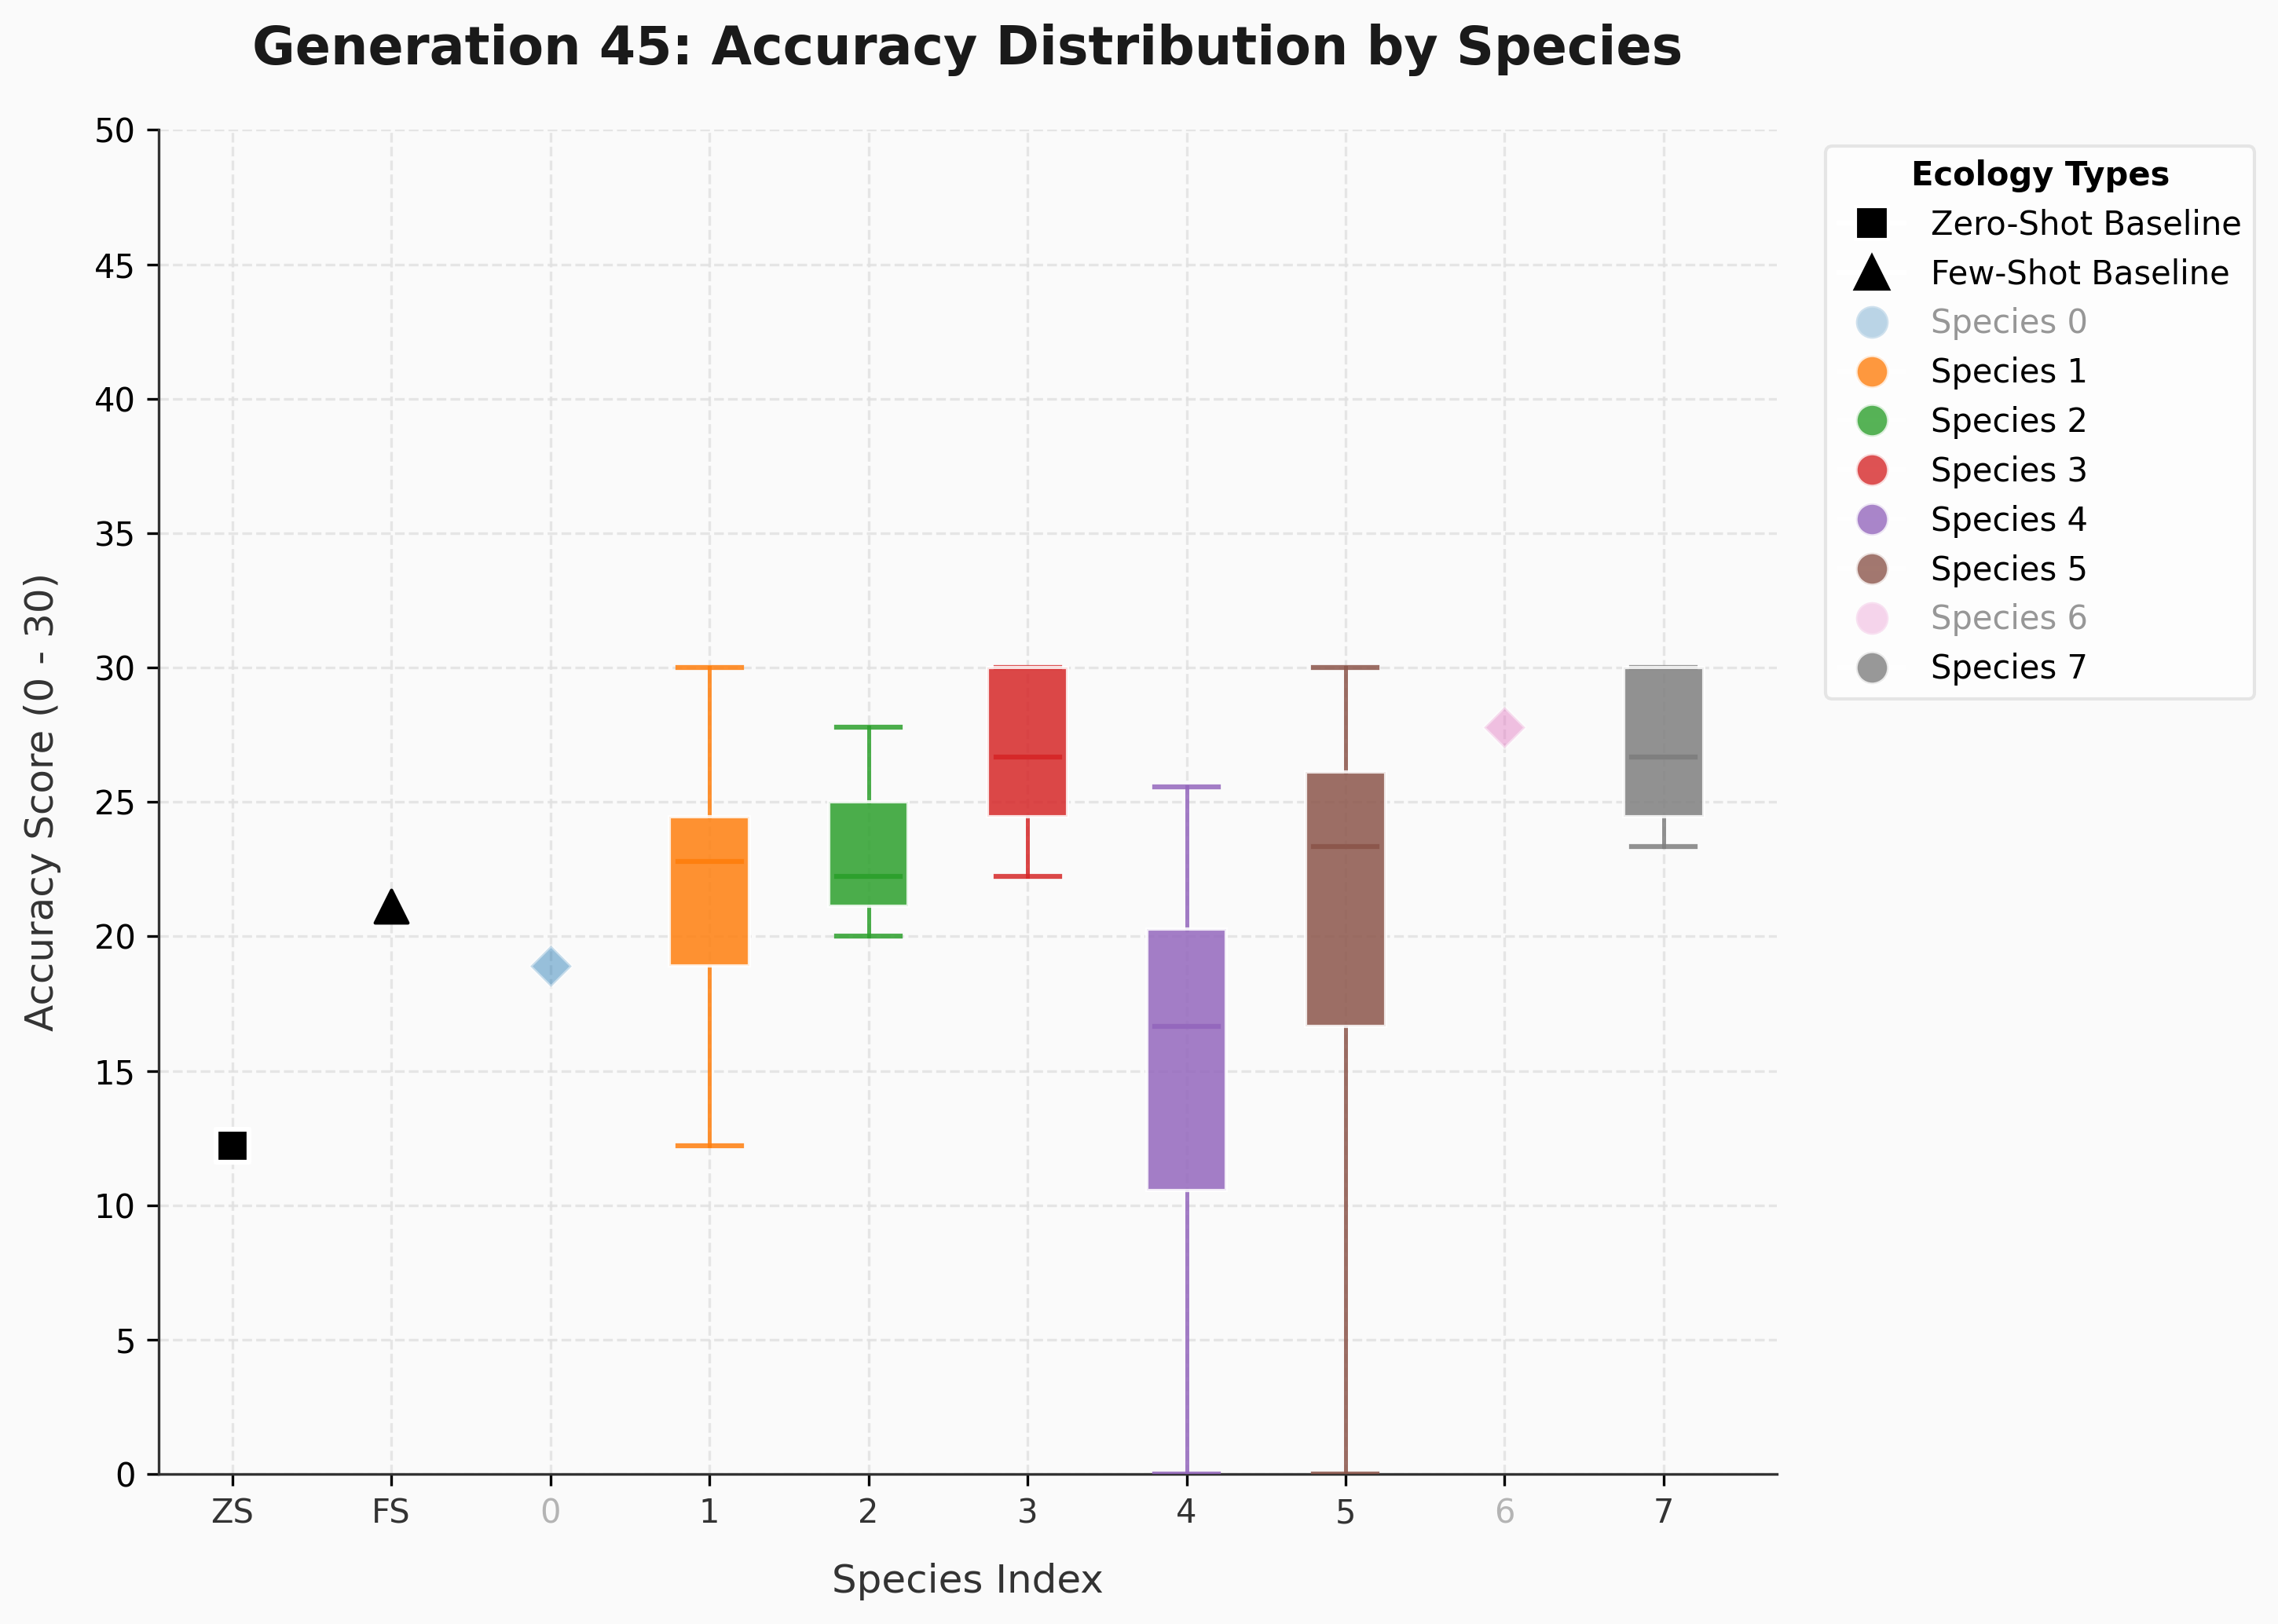 Generation 45: Accuracy Distribution by Species
Accuracy Score (0 - 30)
50
45
40
35
30
25
20
15
10
5
0
ZS FS 0 1 2 3 4 5 6 7
Species Index
Ecology Types
Zero-Shot Baseline
Few-Shot Baseline
Species 0
Species 1
Species 2
Species 3
Species 4
Species 5
Species 6
Species 7